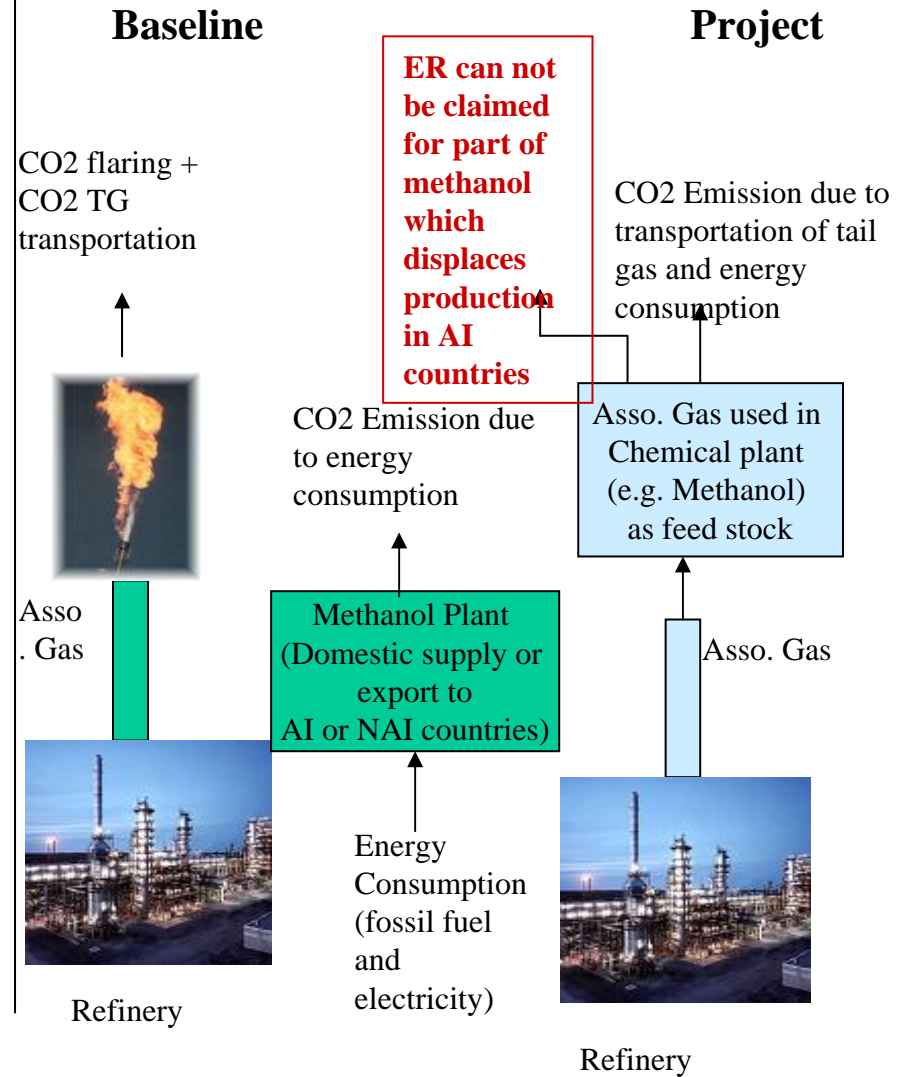 Baseline
Project
ER can not
be claimed
for part of
methanol
which
displaces
production
in AI
countries
CO2 flaring +
CO2 TG
transportation
CO2 Emission due to
transportation of tail
gas and energy
consumption
CO2 Emission due
to energy
consumption
Asso. Gas used in
Chemical plant
(e.g. Methanol)
as feed stock
Asso
. Gas
Methanol Plant
(Domestic supply or
export to
AI or NAI countries)
Asso. Gas
Energy
Consumption
(fossil fuel
and
electricity)
Refinery
Refinery